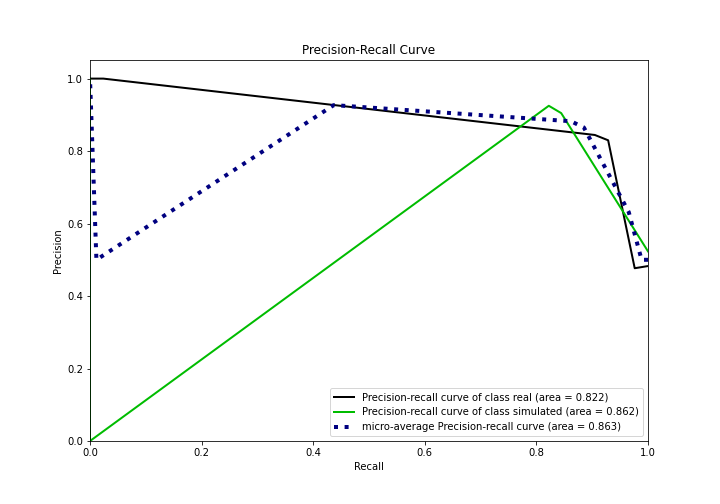 Precision-Recall Curve
1.0
0.8
0.6
0.4
0.2
0.0
Precision
0.0 0.2 0.4 0.6 0.8 1.0
Recall
Precision-recall curve of class real (area = 0.822)
Precision-recall curve of class simulated (area = 0.862)
micro-average Precision-recall curve (area = 0.863)